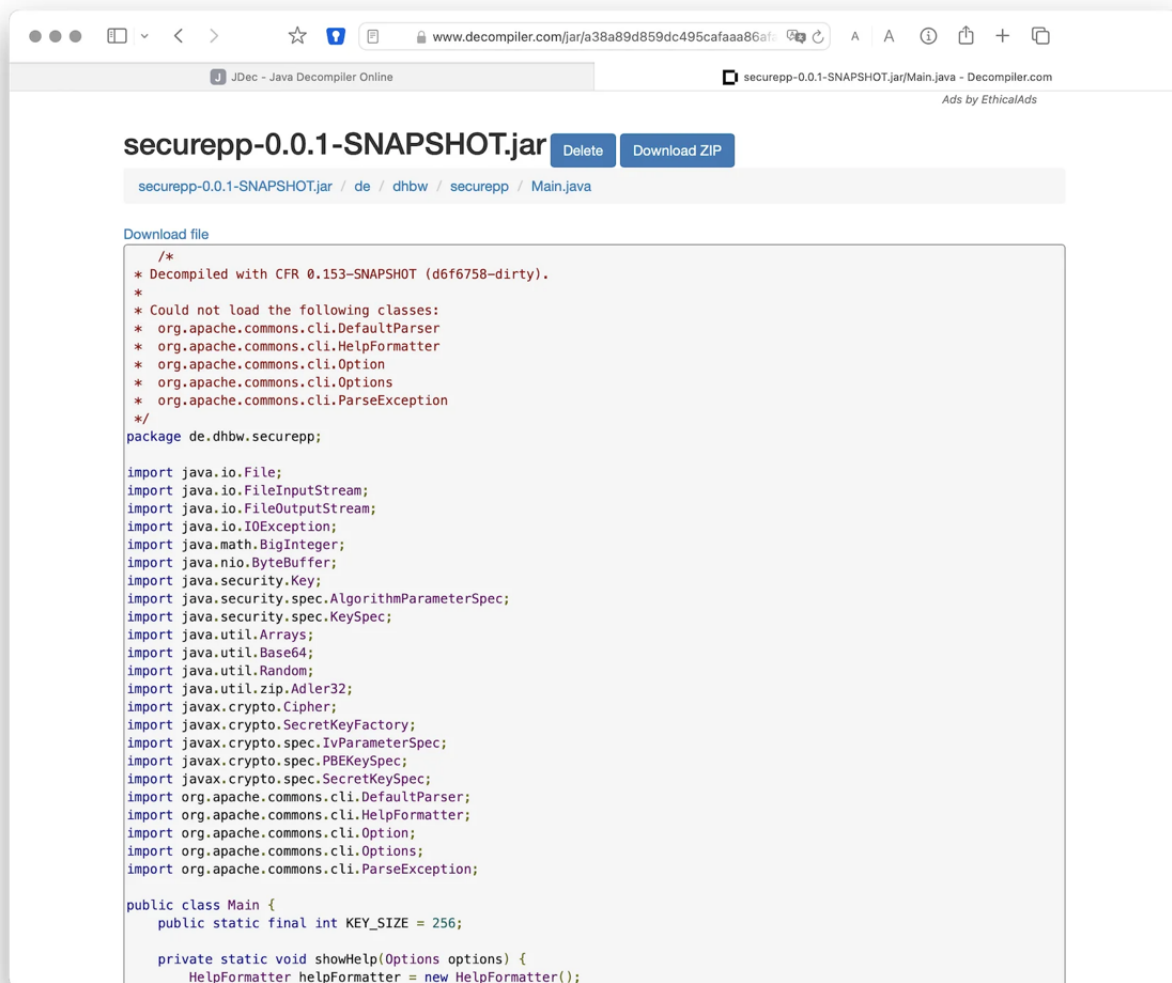 www.decompiler.com/jar/a38a89d859dc495cafaaa86afa
A A
J JDec - Java Decompiler Online
securepp-0.0.1-SNAPSHOT.jar/Main.java - Decompiler.com
Ads by EthicalAds
securepp-0.0.1-SNAPSHOT.jar Delete Download ZIP
securepp-0.0.1-SNAPSHOT.jar / de / dhbw / securepp / Main.java
Download file
/*
* Decompiled with CFR 0.153-SNAPSHOT (d6f6758-dirty).
*
* Could not load the following classes:
*  org.apache.commons.cli.DefaultParser
*  org.apache.commons.cli.HelpFormatter
*  org.apache.commons.cli.Option
*  org.apache.commons.cli.Options
*  org.apache.commons.cli.ParseException
*/
package de.dhbw.securepp;
import java.io.File;
import java.io.FileInputStream;
import java.io.FileOutputStream;
import java.io.IOException;
import java.math.BigInteger;
import java.nio.ByteBuffer;
import java.security.Key;
import java.security.spec.AlgorithmParameterSpec;
import java.security.spec.KeySpec;
import java.util.Arrays;
import java.util.Base64;
import java.util.Random;
import java.util.zip.Adler32;
import javax.crypto.Cipher;
import javax.crypto.SecretKeyFactory;
import javax.crypto.spec.IvParameterSpec;
import javax.crypto.spec.PBEKeySpec;
import javax.crypto.spec.SecretKeySpec;
import org.apache.commons.cli.DefaultParser;
import org.apache.commons.cli.HelpFormatter;
import org.apache.commons.cli.Option;
import org.apache.commons.cli.Options;
import org.apache.commons.cli.ParseException;
public class Main {
    public static final int KEY_SIZE = 256;
    private static void showHelp(Options options) {
        HelpFormatter helpFormatter = new HelpFormatter();